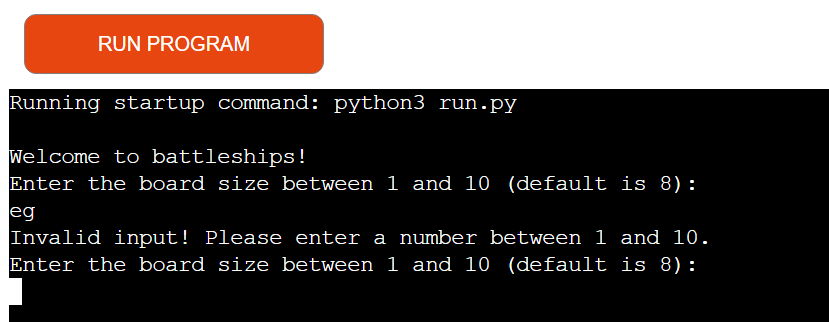 RUN PROGRAM
Running startup command: python3 run.py
Welcome to battleships!
Enter the board size between 1 and 10 (default is 8):
eg
Invalid input! Please enter a number between 1 and 10.
Enter the board size between 1 and 10 (default is 8):